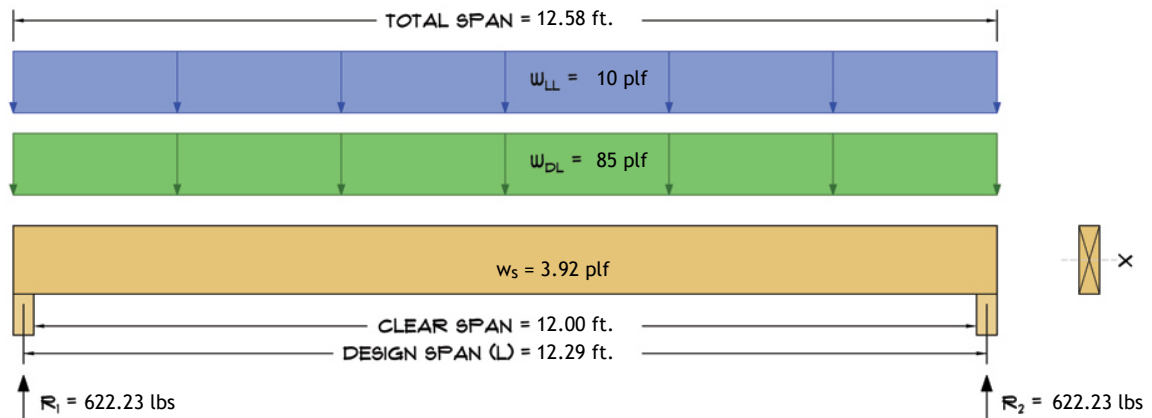 TOTAL SPAN = 12.58 ft.
WLL = 10 plf
WDL = 85 plf
ws = 3.92 plf
X
CLEAR SPAN = 12.00 ft.
DESIGN SPAN (L) = 12.29 ft.
R1 = 622.23 lbs
R2 = 622.23 lbs